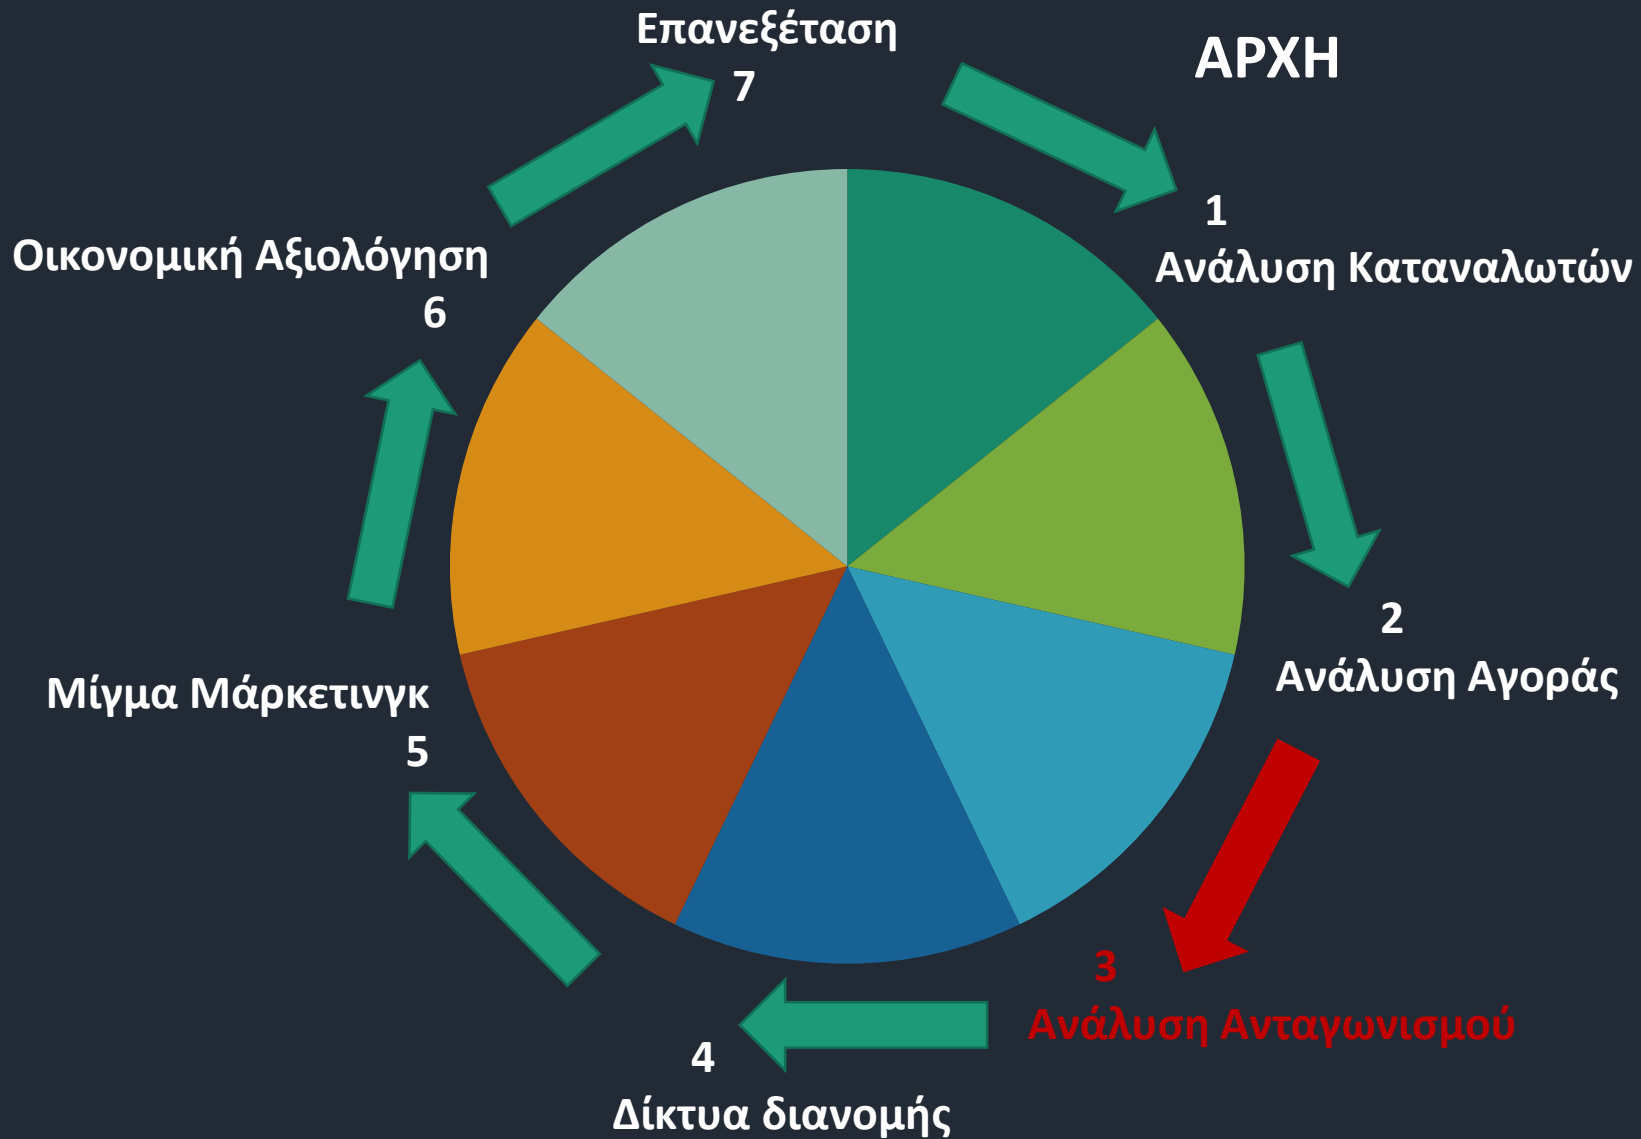 ΑΡΧΗ
1
Ανάλυση Καταναλωτών
2
Ανάλυση Αγοράς
3
Ανάλυση Ανταγωνισμού
4
Δίκτυα διανομής
Μίγμα Μάρκετινγκ
5
Οικονομική Αξιολόγηση
6
Επανεξέταση
7